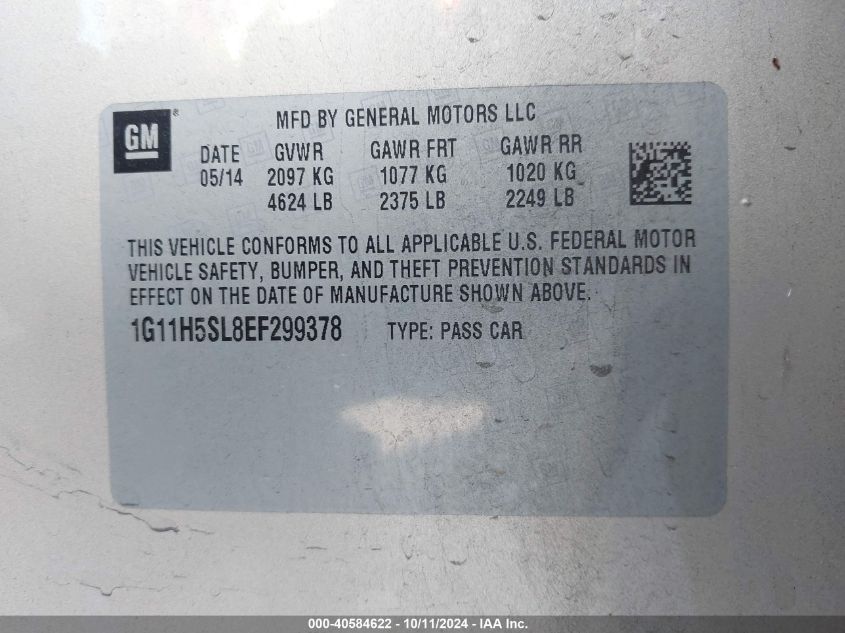 GM®
MFD BY GENERAL MOTORS LLC
DATE GVWR GAWR FRT GAWR RR
05/14 2097 KG 1077 KG 1020 KG
4624 LB 2375 LB 2249 LB
THIS VEHICLE CONFORMS TO ALL APPLICABLE U.S. FEDERAL MOTOR
VEHICLE SAFETY, BUMPER, AND THEFT PREVENTION STANDARDS IN
EFFECT ON THE DATE OF MANUFACTURE SHOWN ABOVE.
1G11H5SL8EF299378 TYPE: PASS CAR
000-40584622 - 10/11/2024 - IAA Inc.